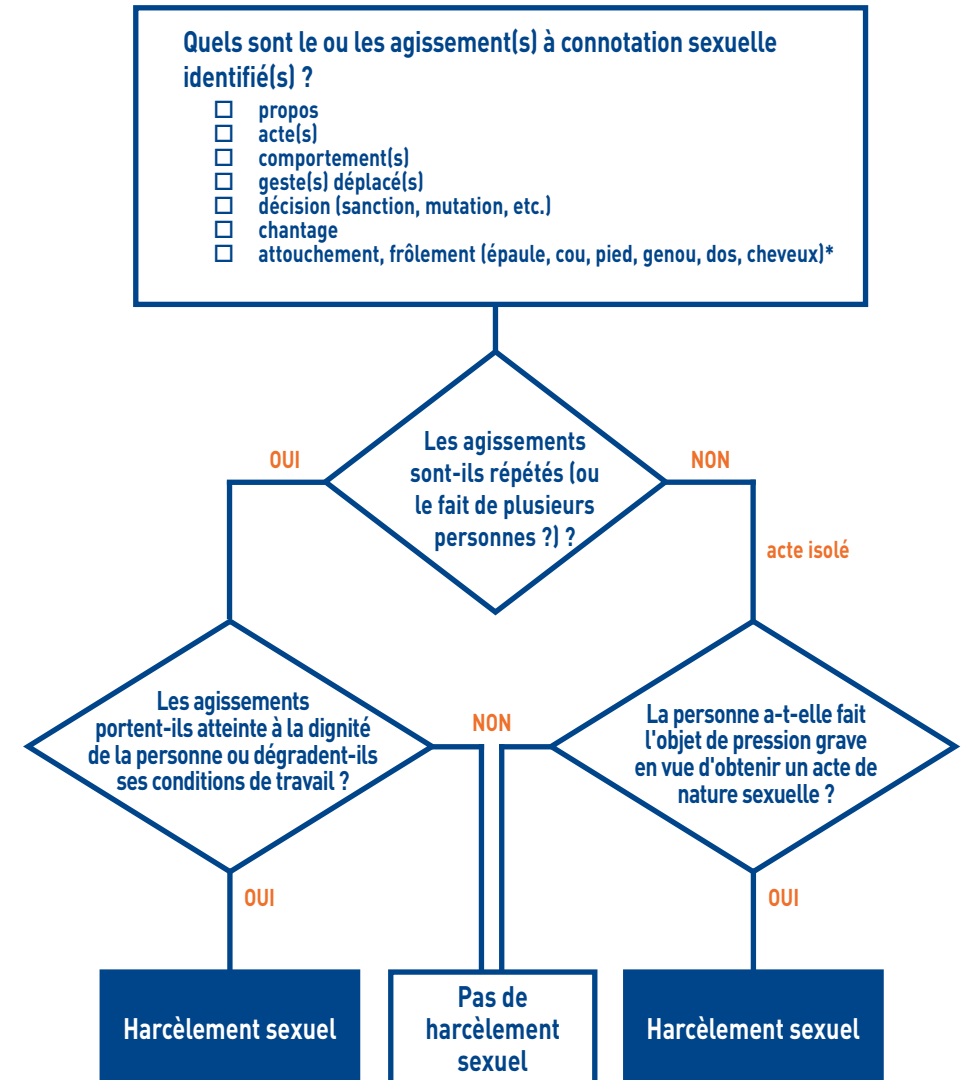 Quels sont le ou les agissement(s) à connotation sexuelle
identifié(s) ?
☐ propos
☐ acte(s)
☐ comportement(s)
☐ geste(s) déplacé(s)
☐ décision (sanction, mutation, etc.)
☐ chantage
☐ attouchement, frôlement (épaule, cou, pied, genou, dos, cheveux)*
Les agissements
sont-ils répétés (ou
le fait de plusieurs
personnes ?) ?
OUI
NON
acte isolé
Les agissements
portent-ils atteinte à la dignité
de la personne ou dégradent-ils
ses conditions de travail ?
NON
La personne a-t-elle fait
l'objet de pression grave
en vue d'obtenir un acte de
nature sexuelle ?
OUI
OUI
Harcèlement sexuel
Pas de
harcèlement
sexuel
Harcèlement sexuel